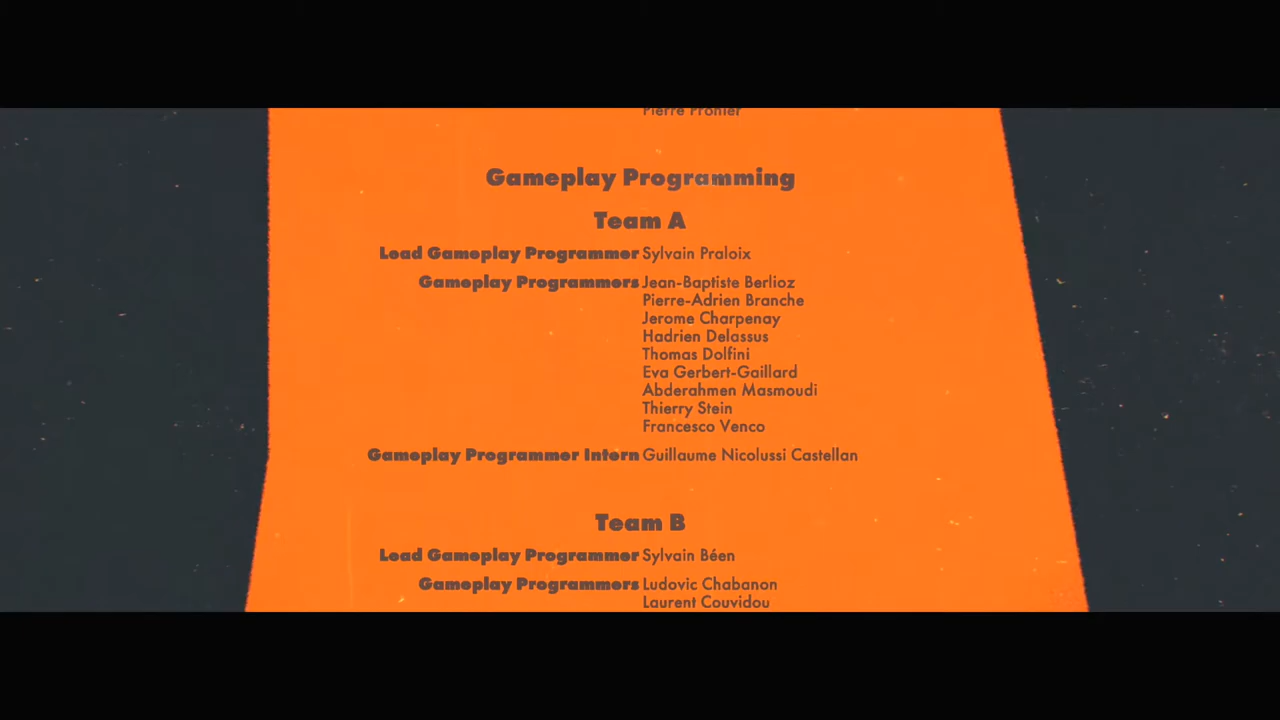 Pierre Pronier
Gameplay Programming
Team A
Lead Gameplay Programmer Sylvain Praloix
Gameplay Programmers Jean-Baptiste Berlioz
Pierre-Adrien Branche
Jerome Charpenay
Hadrien Delassus
Thomas Dolfini
Eva Gerbert-Gaillard
Abderahmen Masmoudi
Thierry Stein
Francesco Venco
Gameplay Programmer Intern Guillaume Nicolussi Castellan
Team B
Lead Gameplay Programmer Sylvain Béen
Gameplay Programmers Ludovic Chabanon
Laurent Couvidou